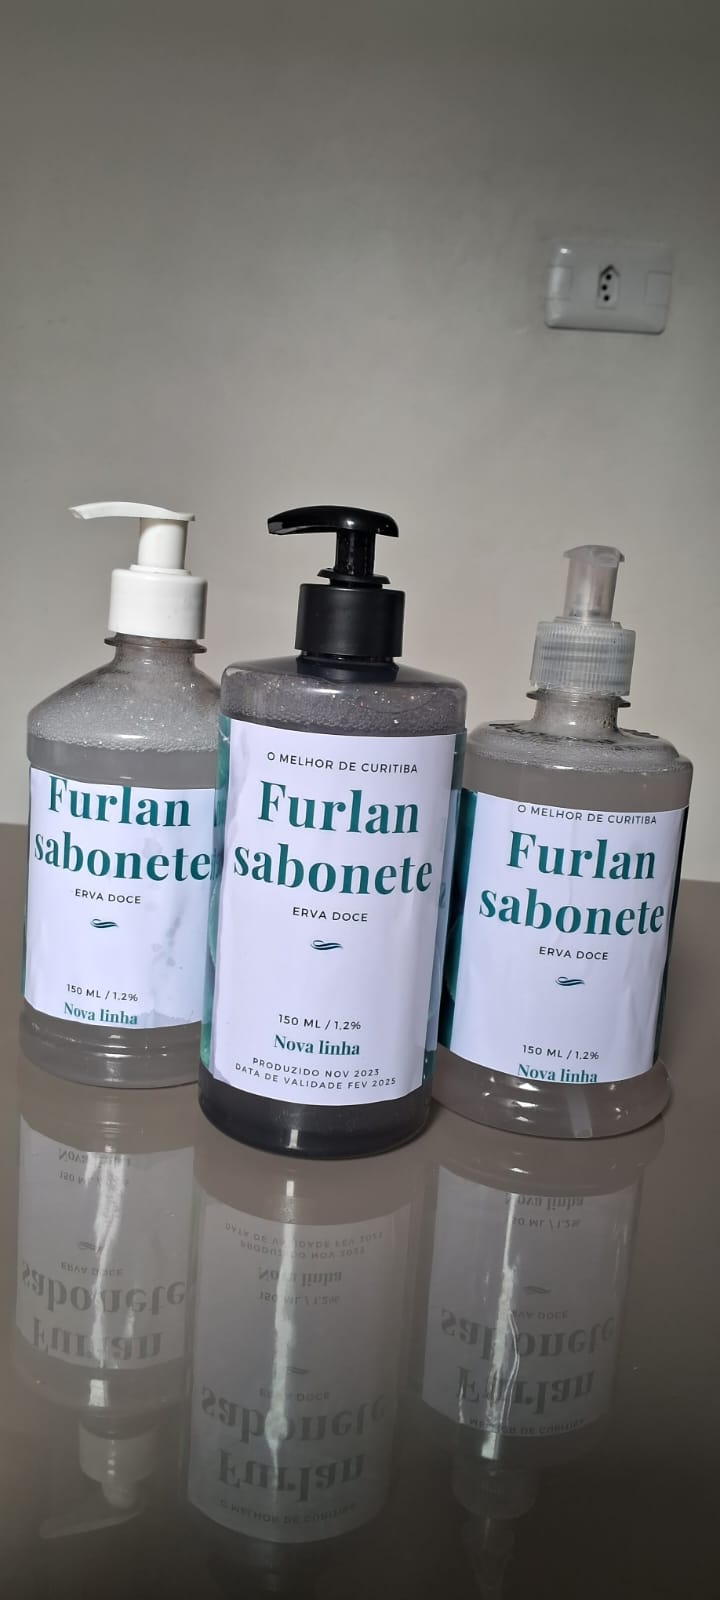 Furlan
sabonete
ERVA DOCE
150 ML / 1,2%
Nova linha
O MELHOR DE CURITIBA
Furlan
sabonete
ERVA DOCE
150 ML / 1,2%
Nova linha
PRODUZIDO NOV 2023
DATA DE VALIDADE FEV 2025
O MELHOR DE CURITIBA
Furlan
sabonete
ERVA DOCE
150 ML / 1,2%
Nova linha